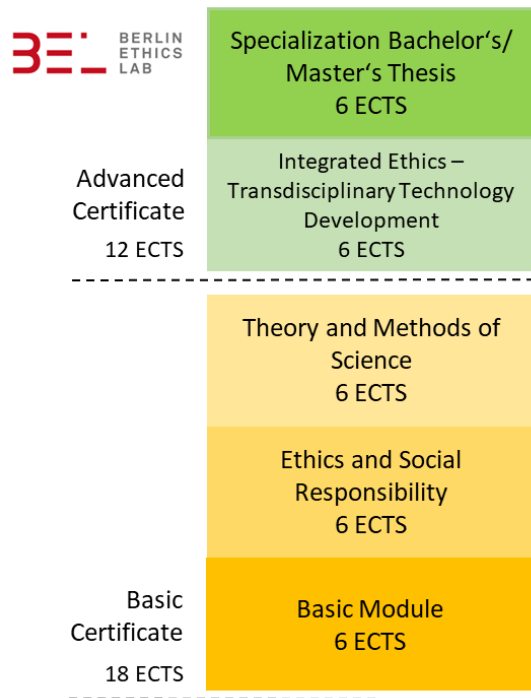 BEL BERLIN
ETHICS
LAB
Specialization Bachelor‘s/
Master‘s Thesis
6 ECTS
Advanced
Certificate
12 ECTS
Integrated Ethics –
Transdisciplinary Technology
Development
6 ECTS
Theory and Methods of
Science
6 ECTS
Ethics and Social
Responsibility
6 ECTS
Basic
Certificate
18 ECTS
Basic Module
6 ECTS